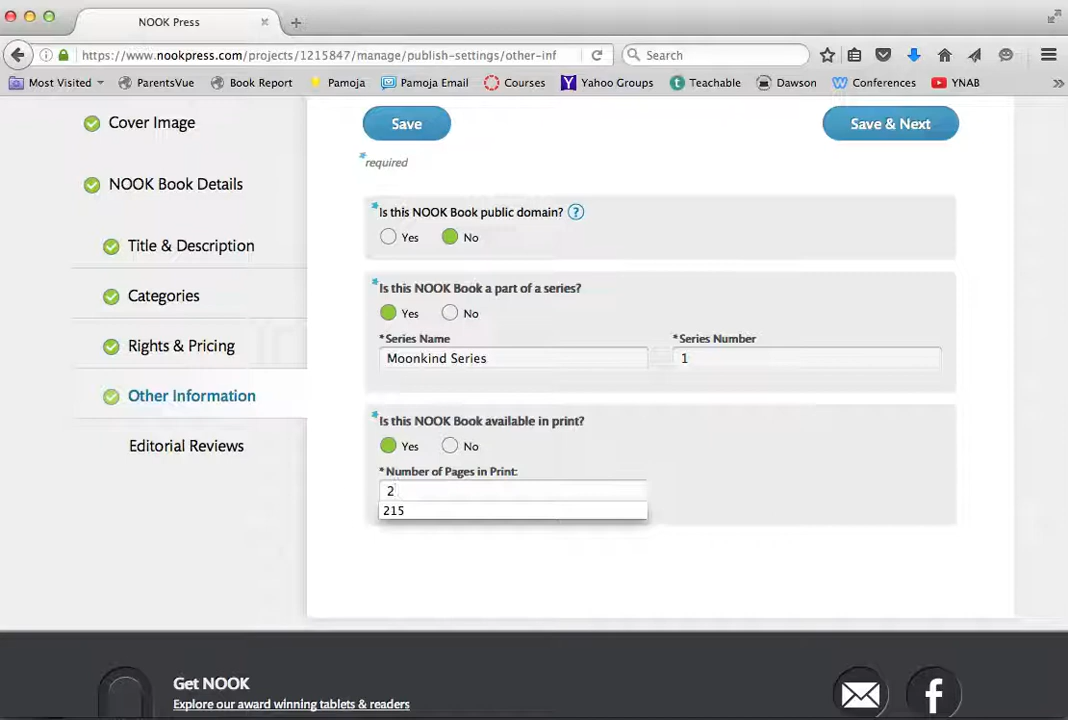 NOOK Press
https://www.nookpress.com/projects/1215847/manage/publish-settings/other-inf
Search
Most Visited
ParentsVue
Book Report
Pamoja
Pamoja Email
Courses
Yahoo Groups
Teachable
Dawson
Conferences
YNAB
Cover Image
NOOK Book Details
Title & Description
Categories
Rights & Pricing
Other Information
Editorial Reviews
Save
Save & Next
*required
*Is this NOOK Book public domain? ?
Yes No
*Is this NOOK Book a part of a series?
Yes No
*Series Name *Series Number
Moonkind Series 1
*Is this NOOK Book available in print?
Yes No
*Number of Pages in Print:
2
215
Get NOOK
Explore our award winning tablets & readers